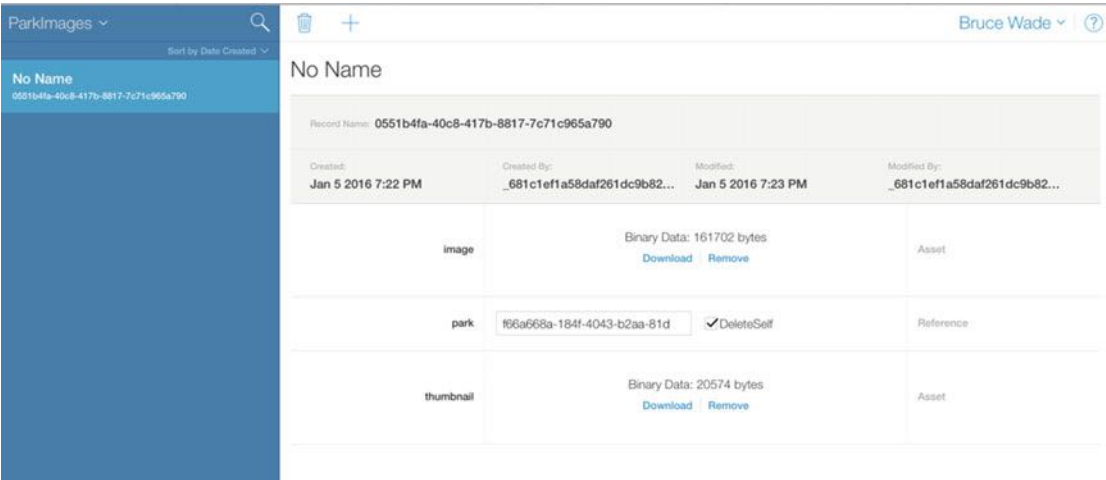 ParkImages
Bruce Wade
?
Sort by Date Created
No Name
0551b4fa-40c8-417b-8817-7c71c965a790
No Name
Record Name: 0551b4fa-40c8-417b-8817-7c71c965a790
Created: Created By: Modified: Modified By:
Jan 5 2016 7:22 PM _681c1ef1a58daf261dc9b82... Jan 5 2016 7:23 PM _681c1ef1a58daf261dc9b82...
Binary Data: 161702 bytes
image Asset
Download Remove
park f66a668a-184f-4043-b2aa-81d DeleteSelf Reference
Binary Data: 20574 bytes
thumbnail Asset
Download Remove